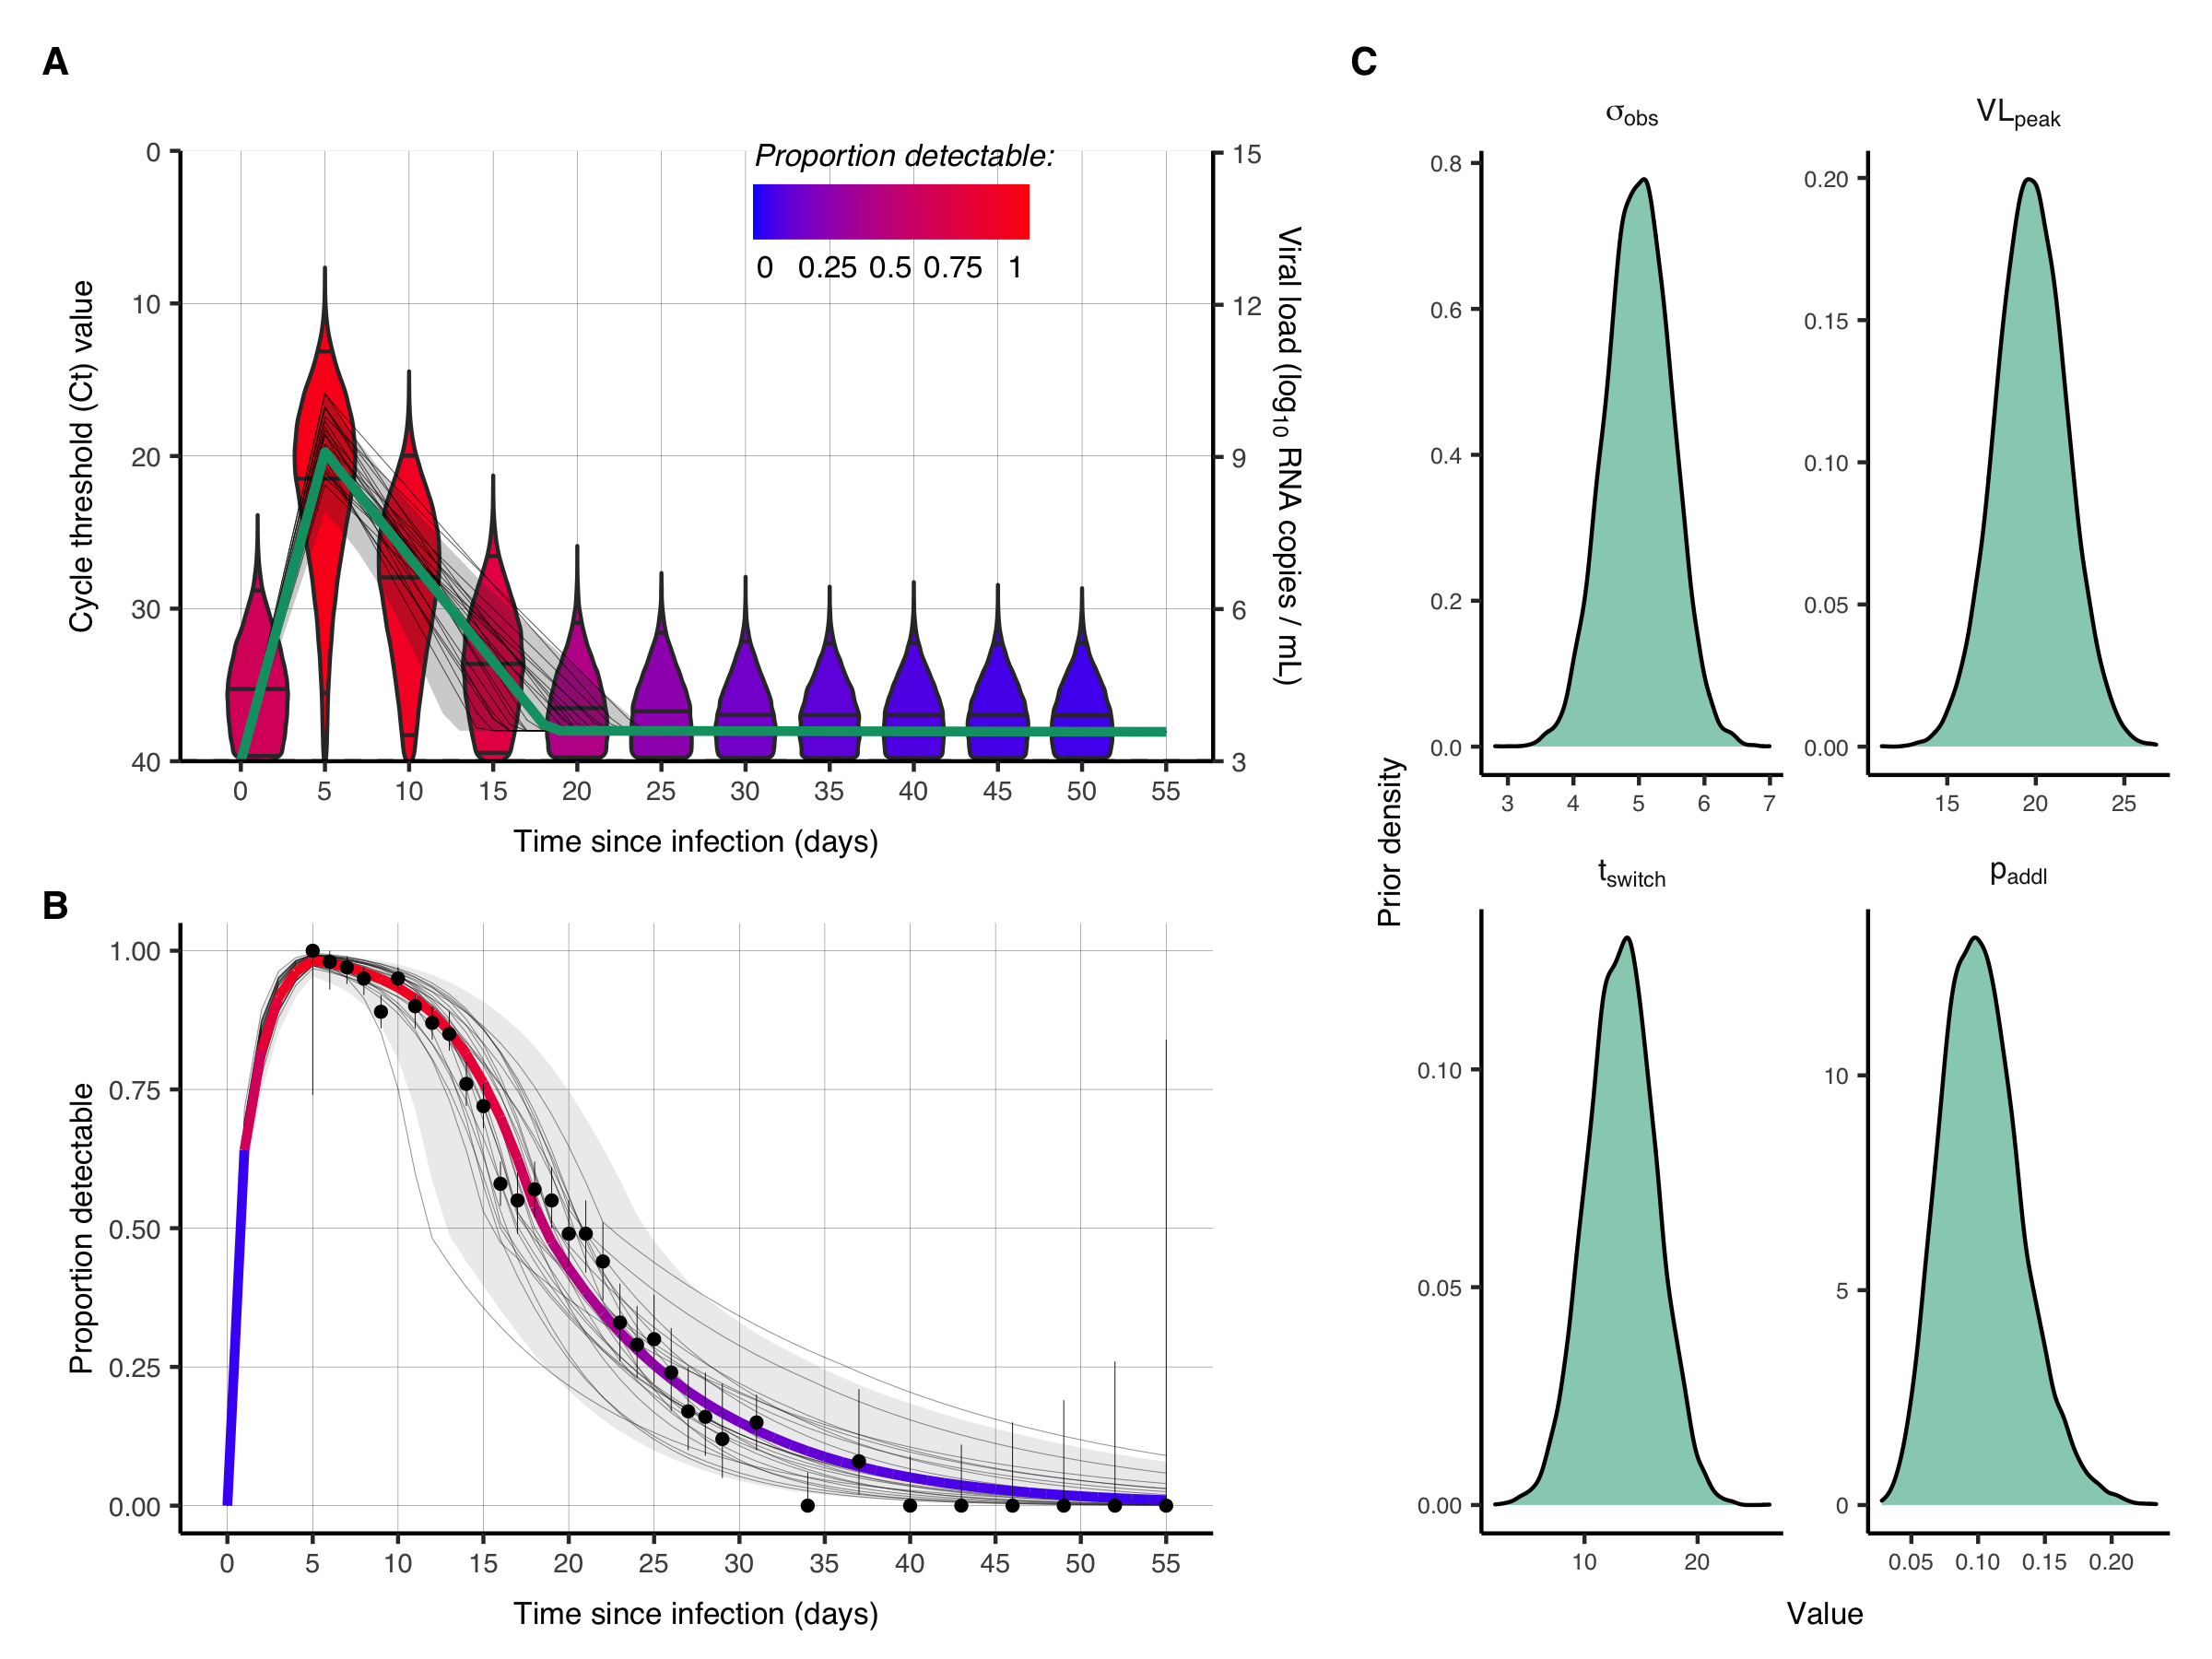 A
Proportion detectable:
0 0.25 0.5 0.75 1
0
10
20
30
40
Cycle threshold (Ct) value
15
12
9
6
3
Viral load (log10 RNA copies / mL)
0 5 10 15 20 25 30 35 40 45 50 55
Time since infection (days)
B
1.00
0.75
0.50
0.25
0.00
Proportion detectable
0 5 10 15 20 25 30 35 40 45 50 55
Time since infection (days)
C
Prior density
σobs
0.8
0.6
0.4
0.2
0.0
3 4 5 6 7
VLpeak
0.20
0.15
0.10
0.05
0.00
15 20 25
tswitch
0.10
0.05
0.00
10 20
paddl
10
5
0
0.05 0.10 0.15 0.20
Value